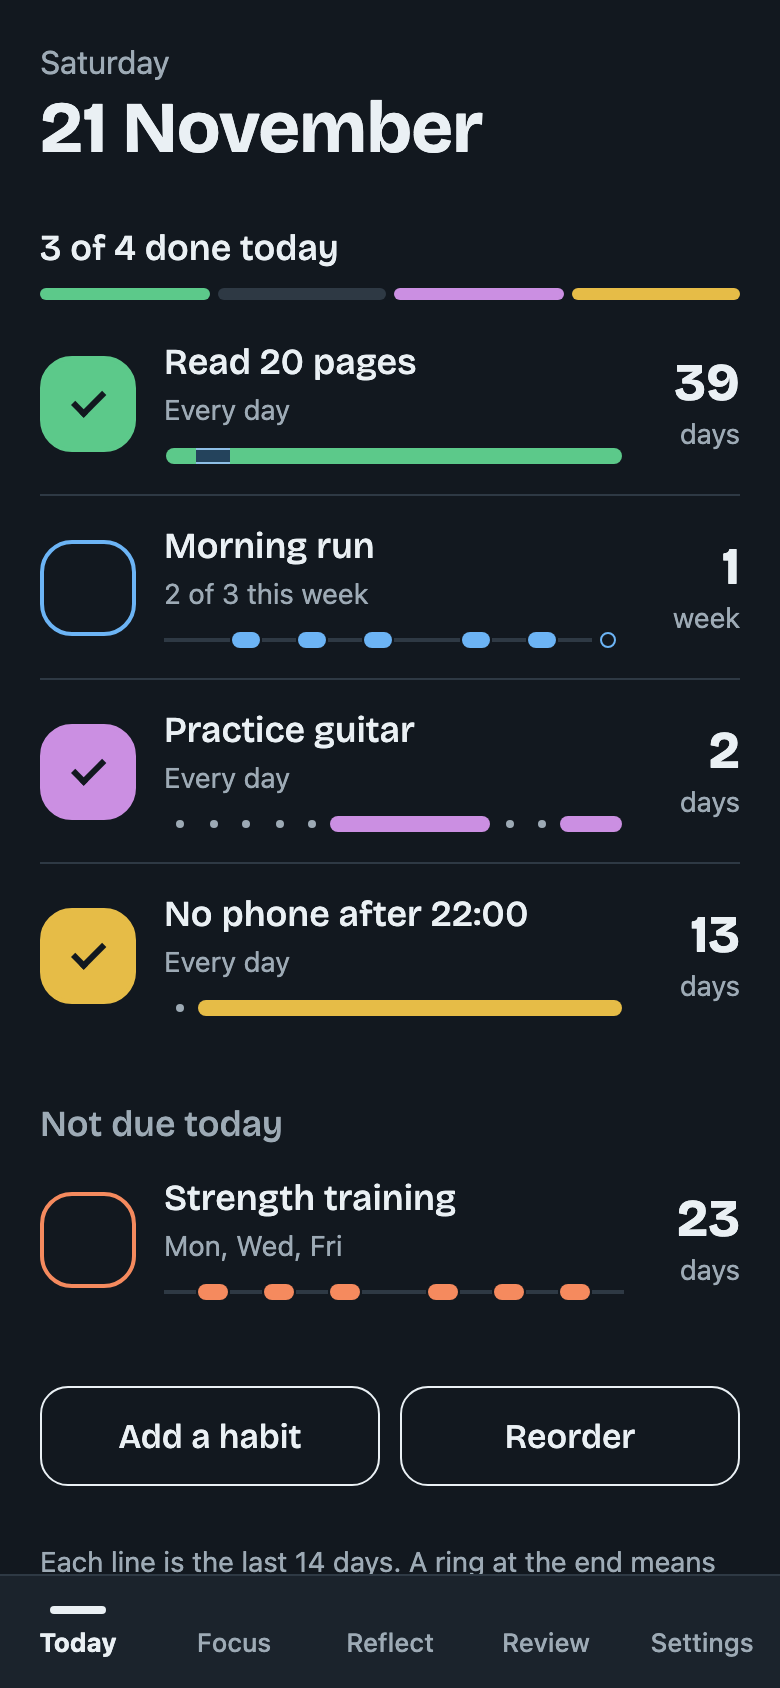 Saturday
21 November
3 of 4 done today
Read 20 pages
Every day
39
days
Morning run
2 of 3 this week
1
week
Practice guitar
Every day
2
days
No phone after 22:00
Every day
13
days
Not due today
Strength training
Mon, Wed, Fri
23
days
Add a habit
Reorder
Each line is the last 14 days. A ring at the end means
Today
Focus
Reflect
Review
Settings